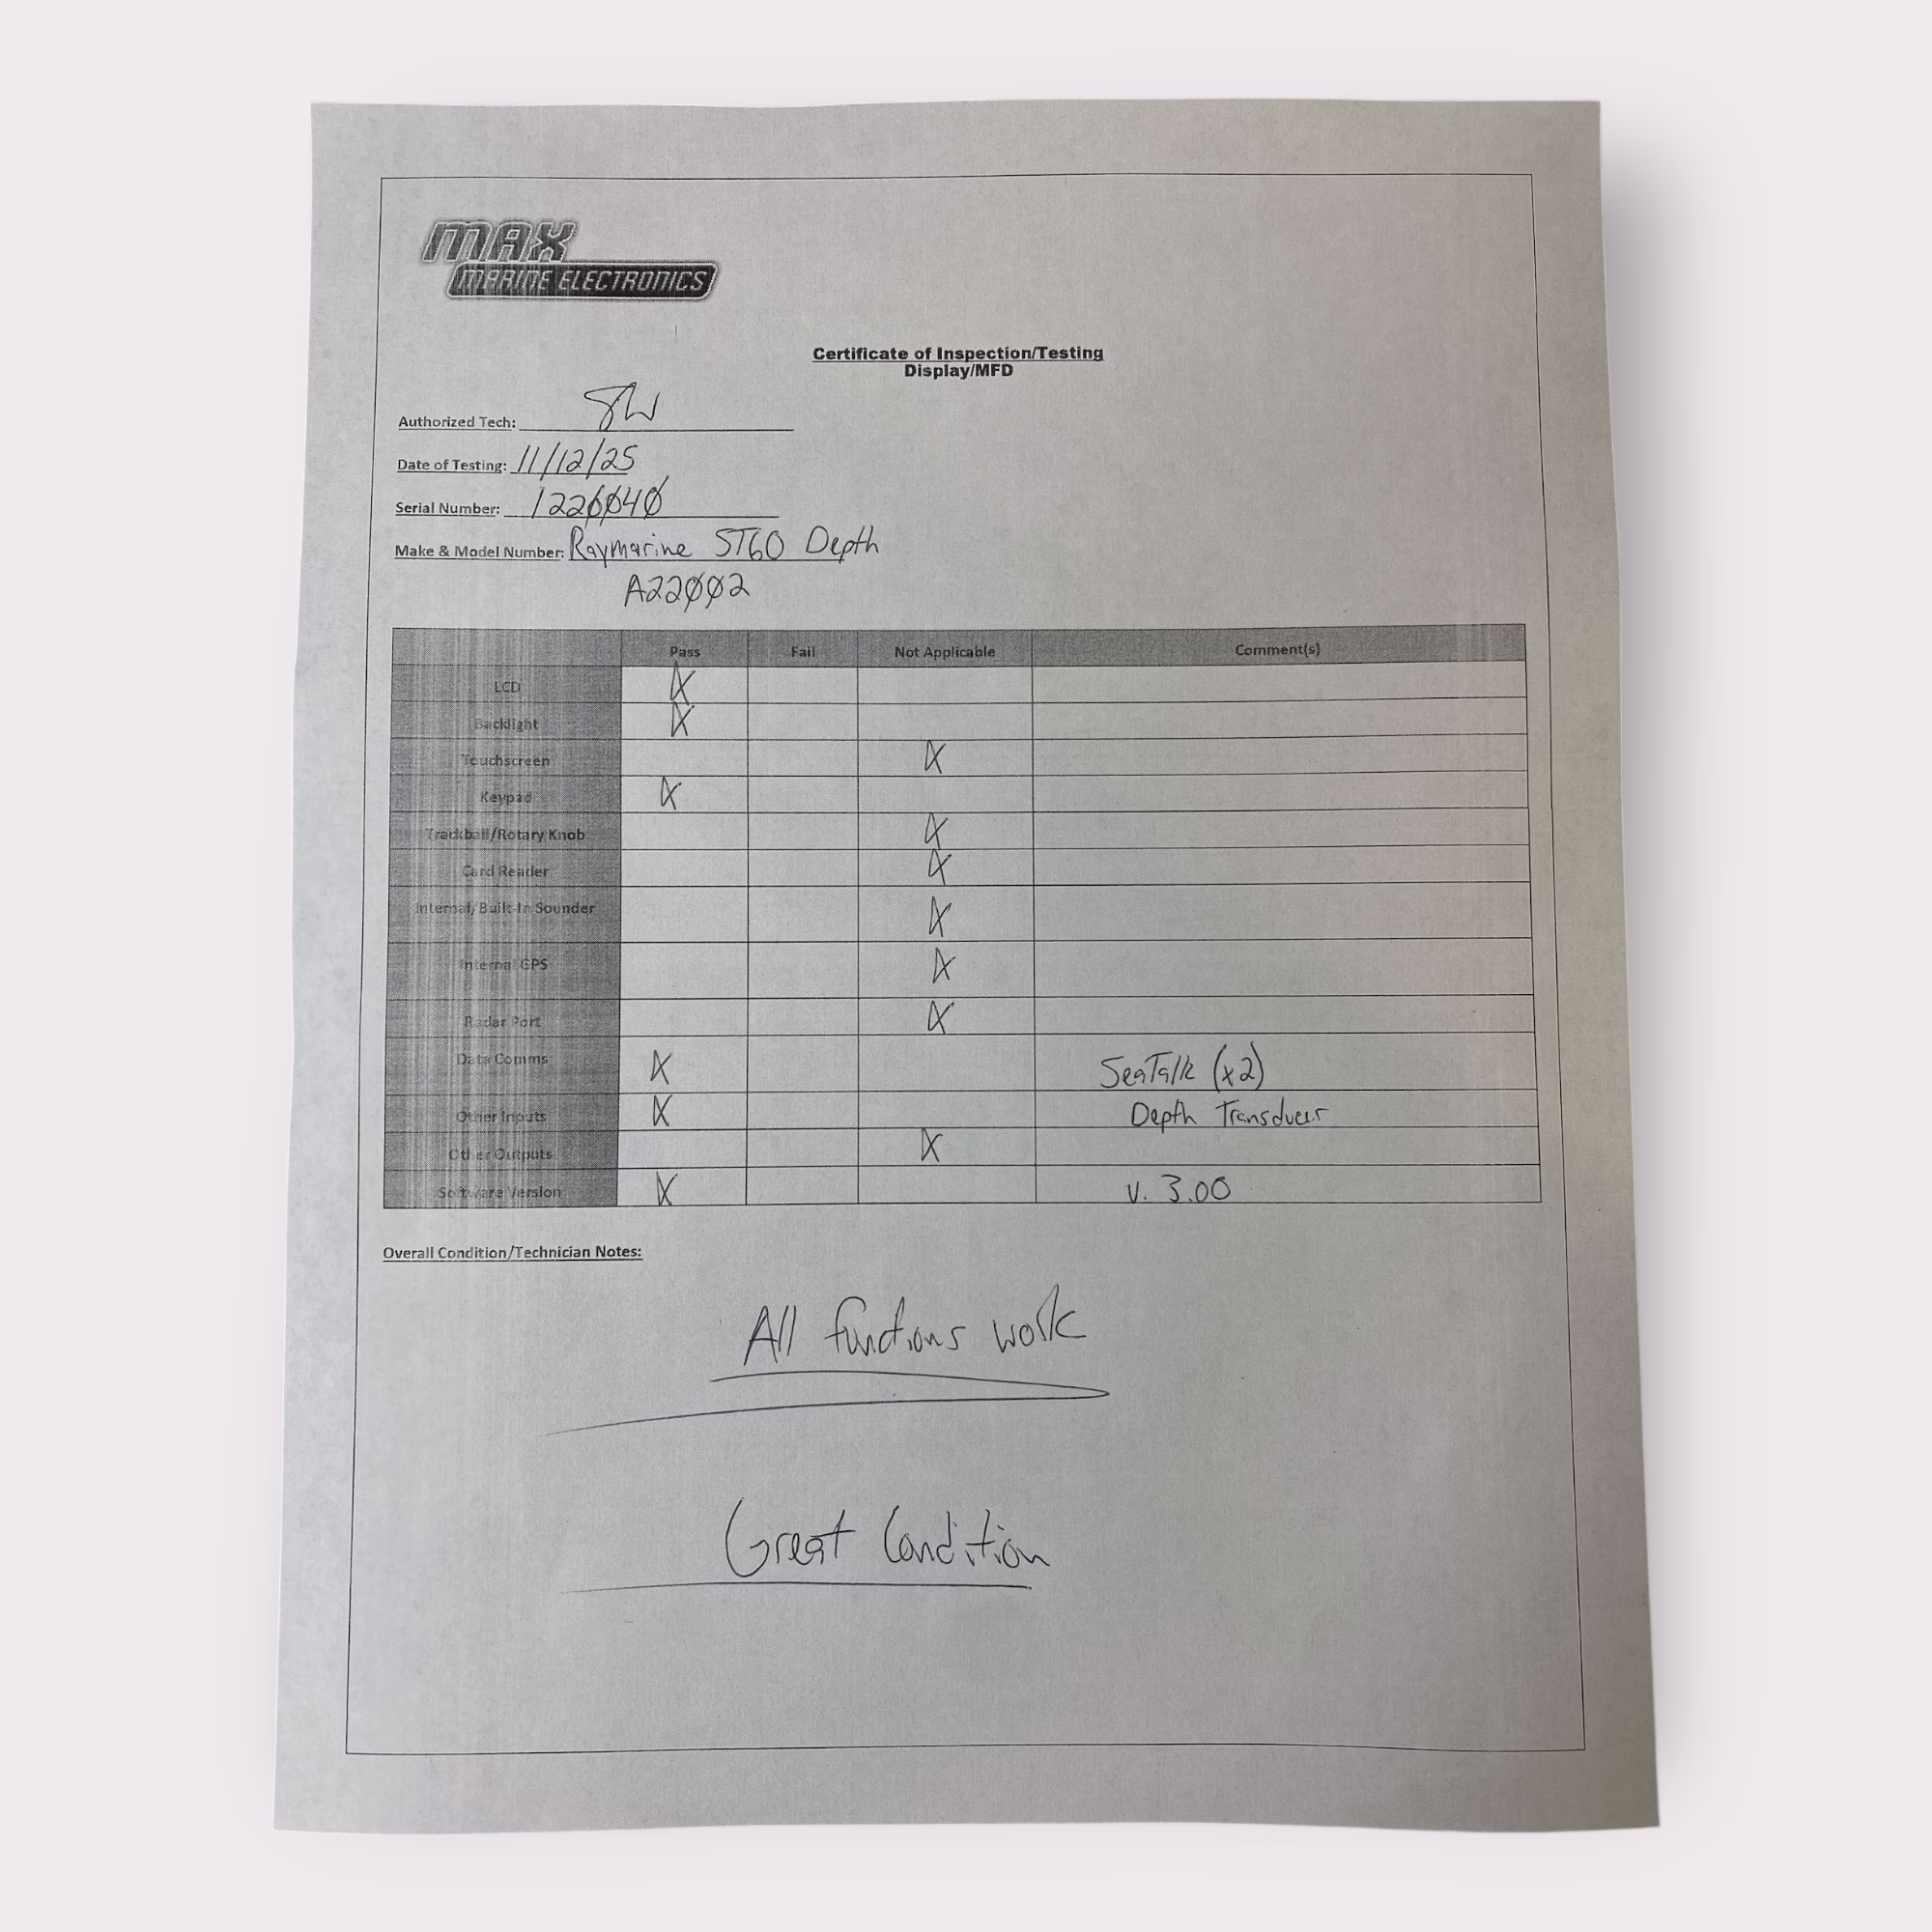 MAX
MARINE ELECTRONICS
Certificate of Inspection/Testing
Display/MFD
Authorized Tech: SW
Date of Testing: 11/12/25
Serial Number: 1226040
Make & Model Number: Raymarine ST60 Depth
A22002
Pass Fail Not Applicable Comment(s)
LCD X
Backlight X
Touchscreen X
Keypad X
Trackball/Rotary Knob X
Card Reader X
Internal/Built-In Sounder X
Internal GPS X
Radar Port X
Data Comms X SeaTalk (x2)
Other Inputs X Depth Transducer
Other Outputs X
Software Version X v. 3.00
Overall Condition/Technician Notes:
All functions work
Great Condition